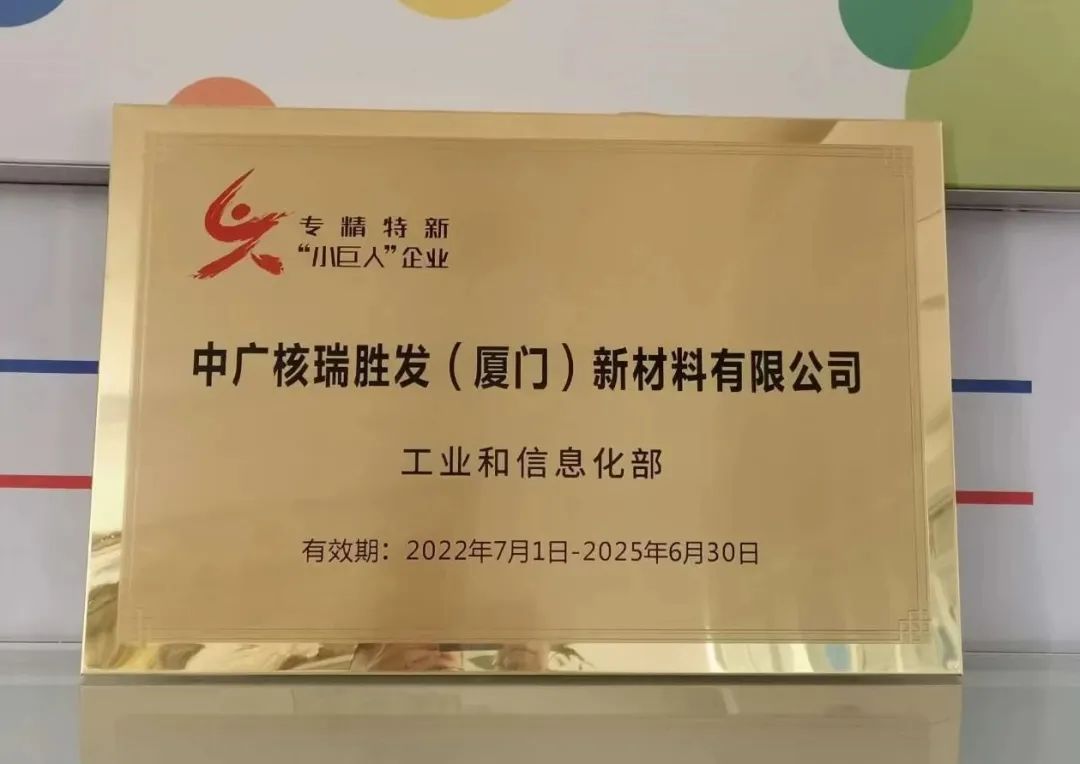 专精特新
“小巨人”企业
中广核瑞胜发（厦门）新材料有限公司
工业和信息化部
有效期：2022年7月1日-2025年6月30日